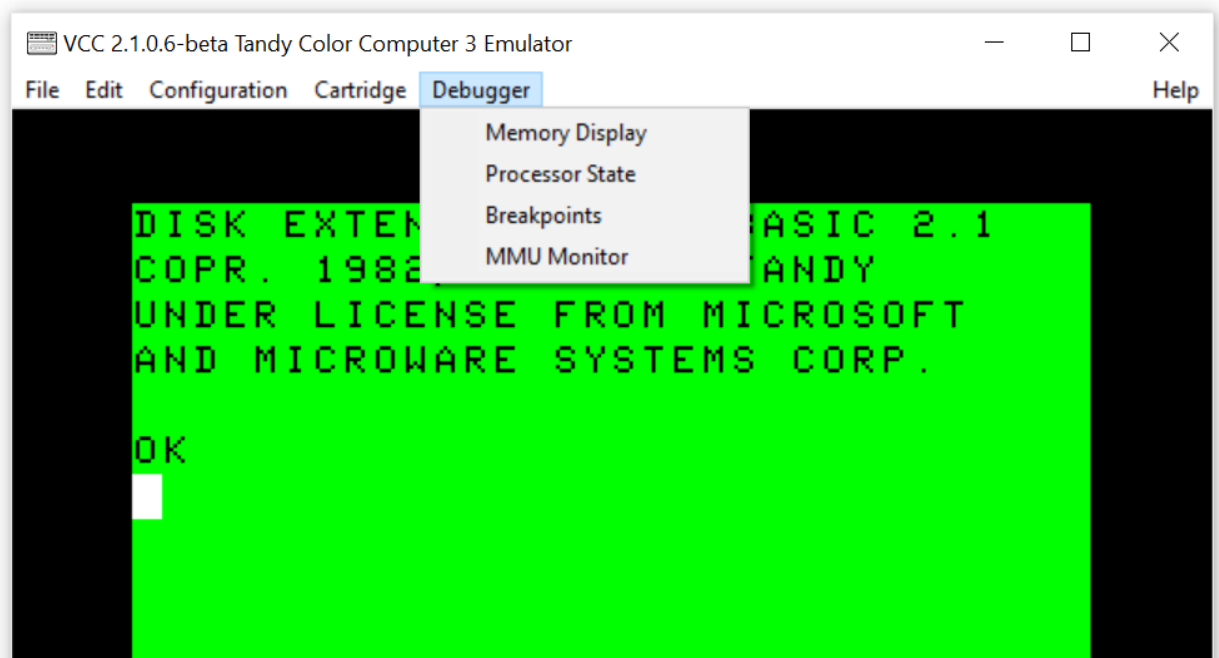 VCC 2.1.0.6-beta Tandy Color Computer 3 Emulator
File Edit Configuration Cartridge Debugger Help
Memory Display
Processor State
Breakpoints
MMU Monitor
DISK EXTEN ASIC 2.1
COPR. 1982, TANDY
UNDER LICENSE FROM MICROSOFT
AND MICROWARE SYSTEMS CORP.
OK